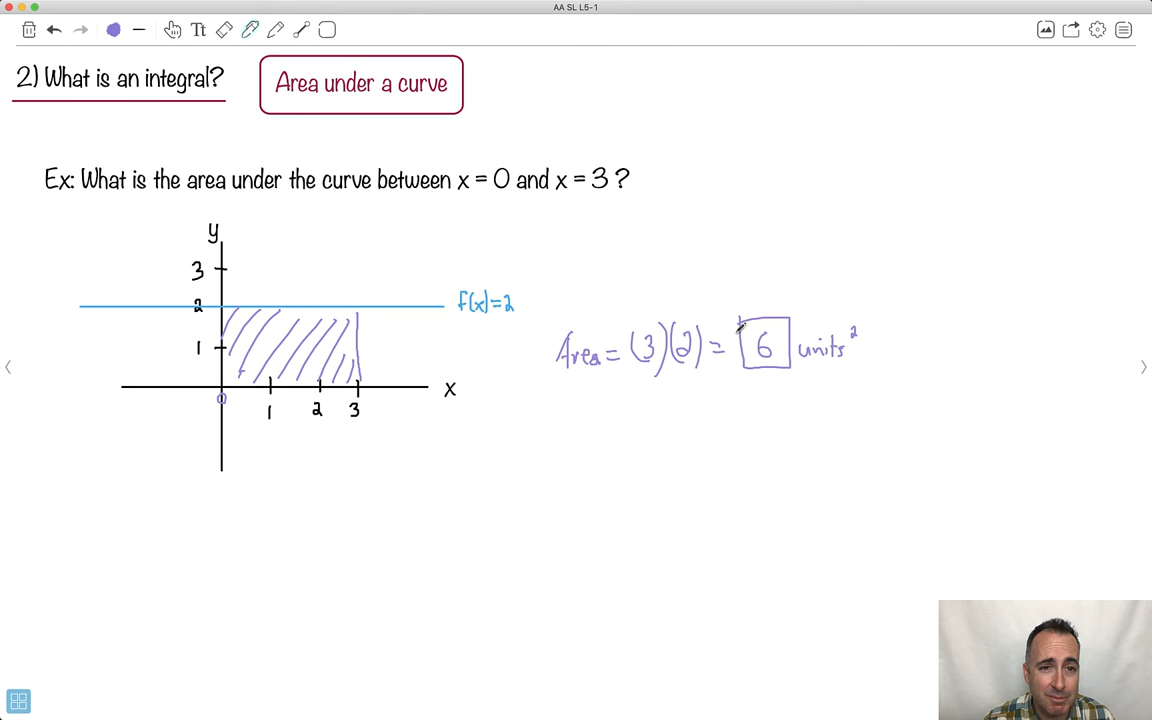 AA SL L5-1
Tt
2) What is an integral?
Area under a curve
Ex: What is the area under the curve between x = 0 and x = 3 ?
y
3
2
f(x)=2
1
Area = (3)(2) = 6 units²
x
0
1 2 3